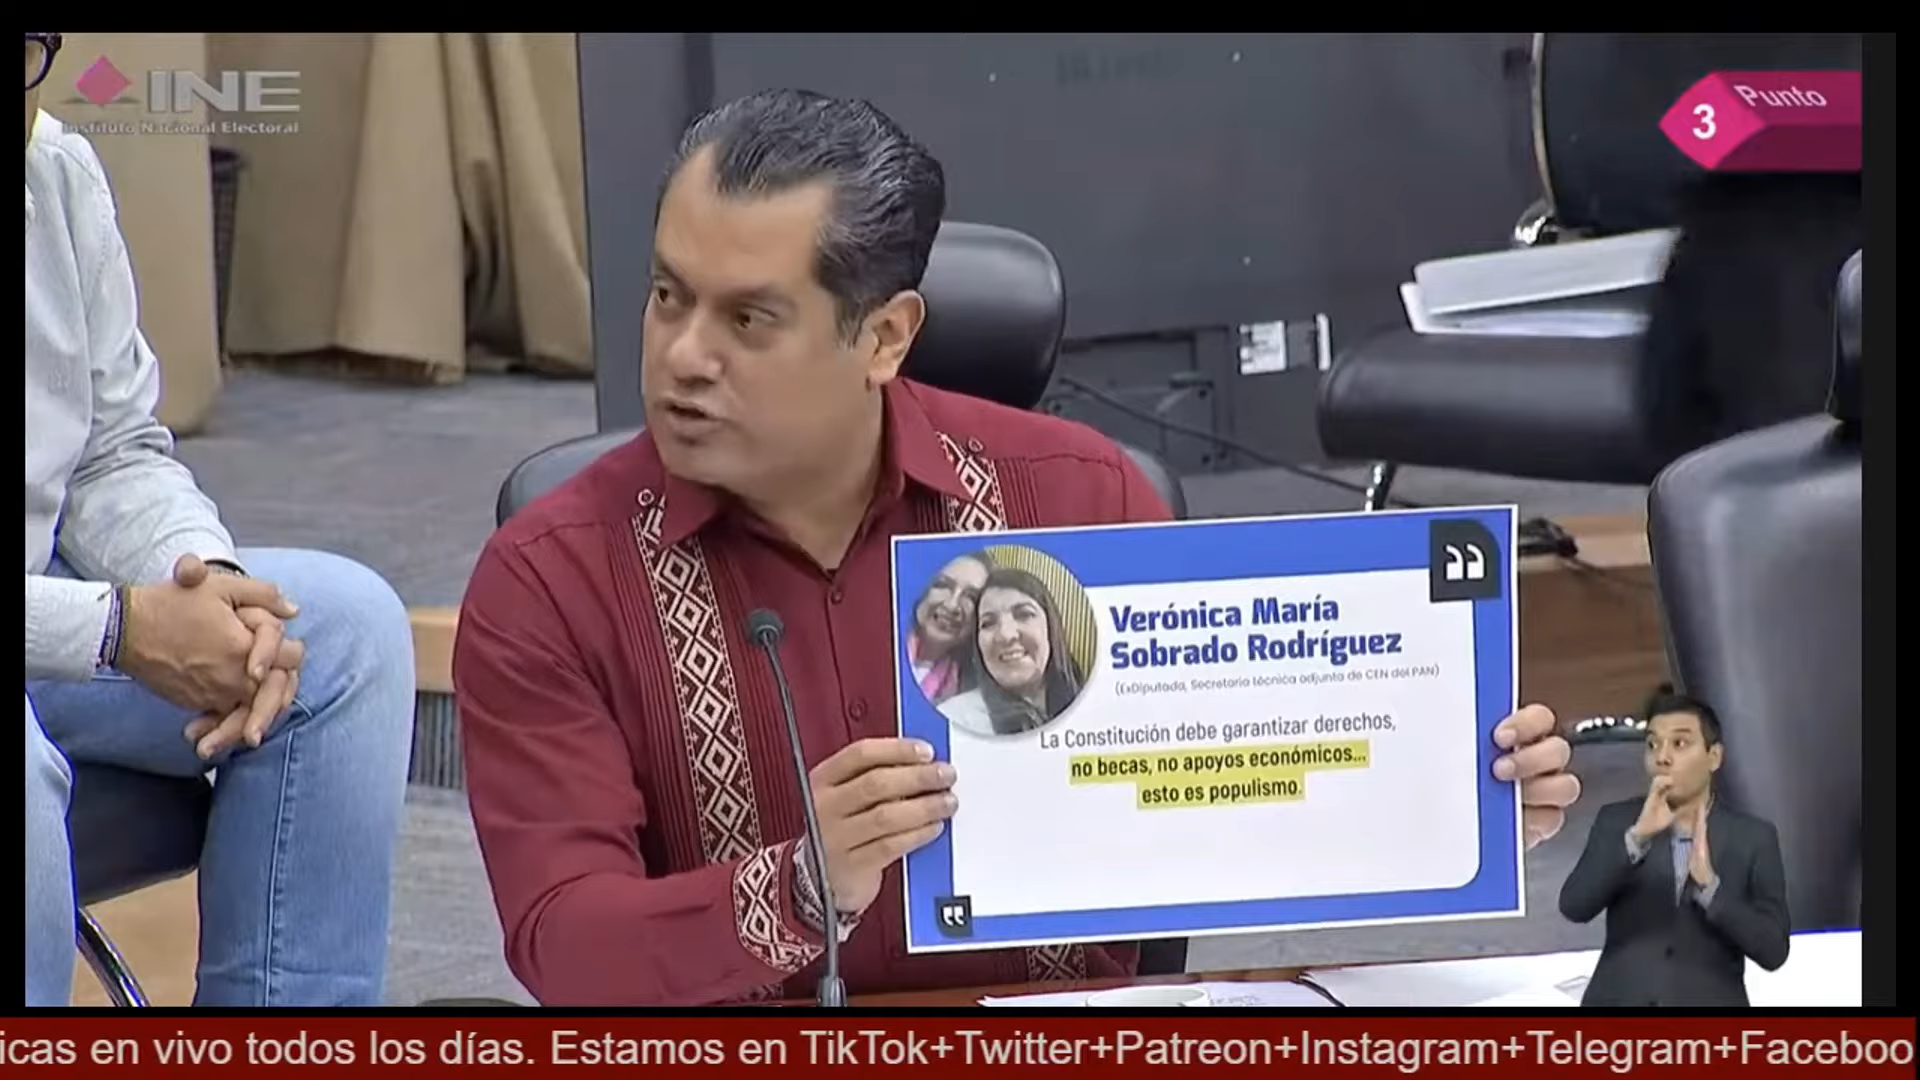 INE
Instituto Nacional Electoral
3 Punto
Verónica María
Sobrado Rodríguez
(ExDiputada, Secretaria técnica adjunta de CEN del PAN)
La Constitución debe garantizar derechos,
no becas, no apoyos económicos...
esto es populismo.
icas en vivo todos los días. Estamos en TikTok+Twitter+Patreon+Instagram+Telegram+Faceboo